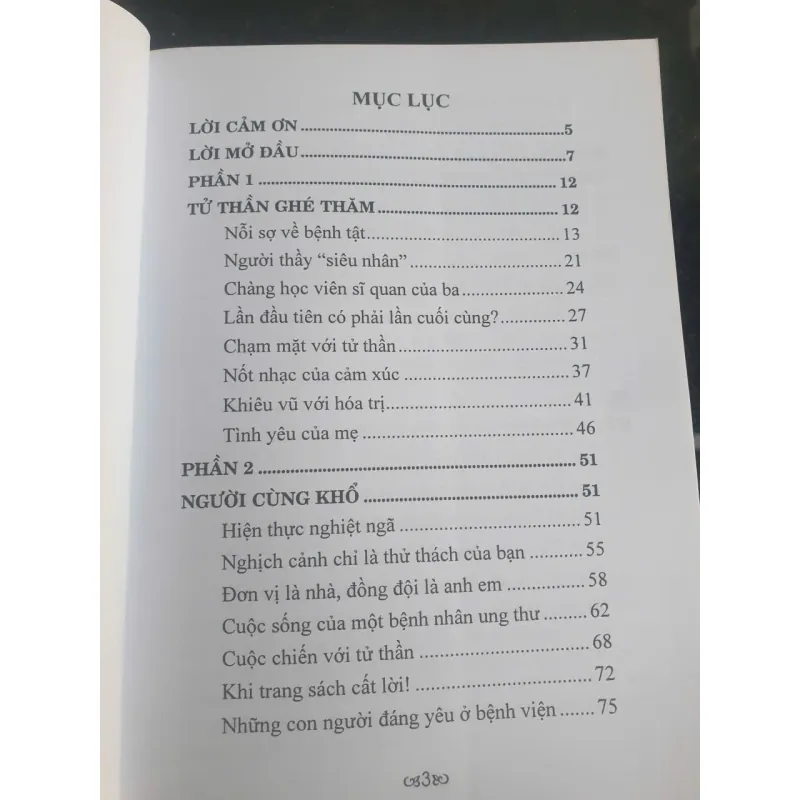 MỤC LỤC
LỜI CẢM ƠN.....................................................5
LỜI MỞ ĐẦU.....................................................7
PHẦN 1 ..................................................... 12
TỬ THẦN GHÉ THĂM..................................... 12
Nỗi sợ về bệnh tật........................................ 13
Người thầy “siêu nhân”................................ 21
Chàng học viên sĩ quan của ba..................... 24
Lần đầu tiên có phải lần cuối cùng?............. 27
Chạm mặt với tử thần................................... 31
Nốt nhạc của cảm xúc .................................. 37
Khiêu vũ với hóa trị...................................... 41
Tình yêu của mẹ ........................................... 46
PHẦN 2 ........................................................... 51
NGƯỜI CÙNG KHỔ ......................................... 51
Hiện thực nghiệt ngã .................................... 51
Nghịch cảnh chỉ là thử thách của bạn ........... 55
Đơn vị là nhà, đồng đội là anh em ............... 58
Cuộc sống của một bệnh nhân ung thư ......... 62
Cuộc chiến với tử thần ................................. 68
Khi trang sách cất lời! ................................... 72
Những con người đáng yêu ở bệnh viện ....... 75
3